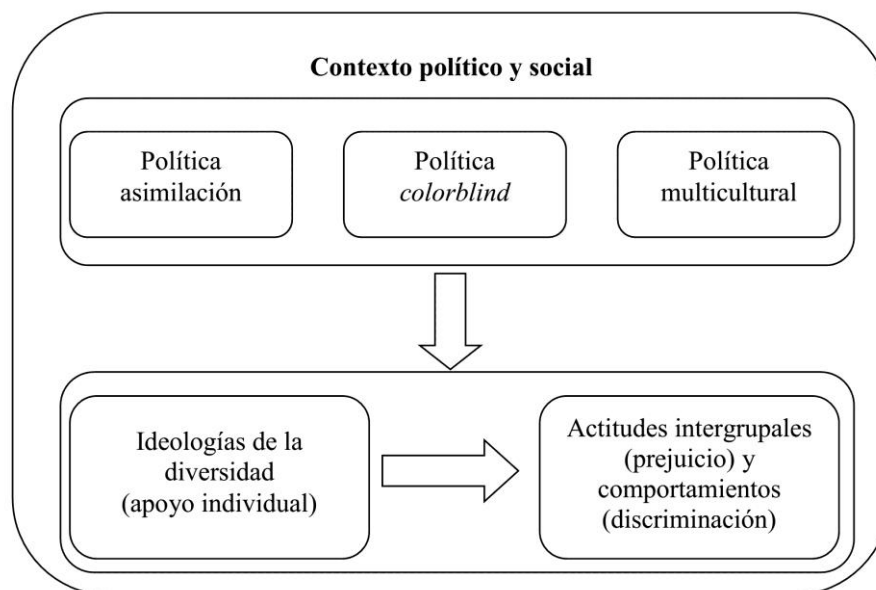 Contexto político y social
Política
asimilación
Política
colorblind
Política
multicultural
Ideologías de la
diversidad
(apoyo individual)
Actitudes intergrupales
(prejuicio) y
comportamientos
(discriminación)